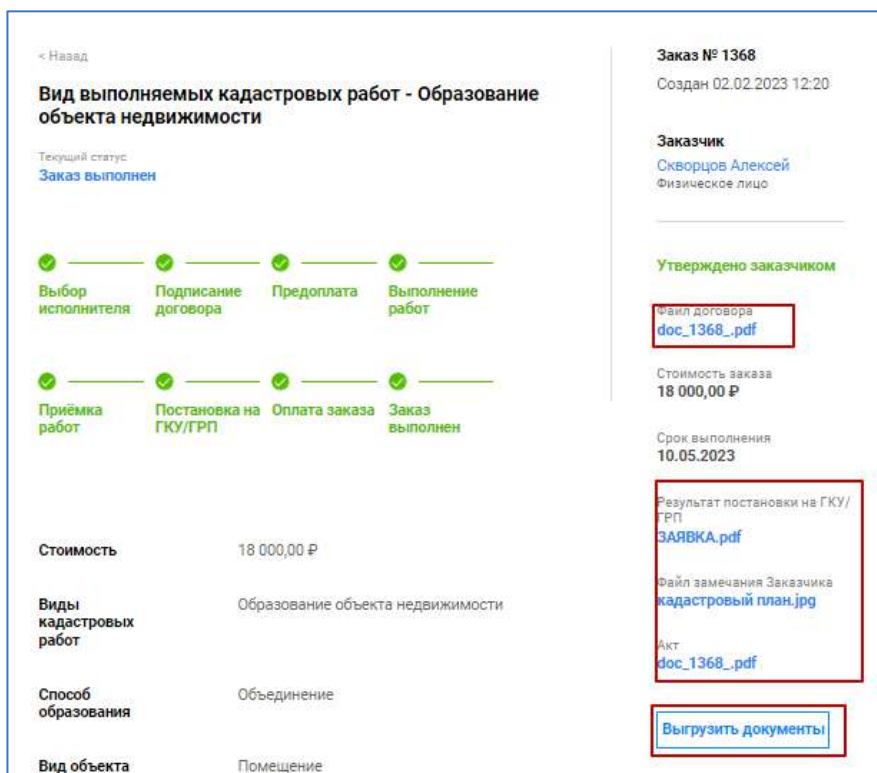 < Назад
Вид выполняемых кадастровых работ - Образование
объекта недвижимости
Текущий статус
Заказ выполнен
Выбор
исполнителя
Подписание
договора
Предоплата
Выполнение
работ
Приёмка
работ
Постановка на
ГКУ/ГРП
Оплата заказа
Заказ
выполнен
Стоимость
18 000,00 ₽
Виды
кадастровых
работ
Образование объекта недвижимости
Способ
образования
Объединение
Вид объекта
Помещение
Заказ № 1368
Создан 02.02.2023 12:20
Заказчик
Скворцов Алексей
Физическое лицо
Утверждено заказчиком
Файл договора
doc_1368_.pdf
Стоимость заказа
18 000,00 ₽
Срок выполнения
10.05.2023
Результат постановки на ГКУ/
ГРП
ЗАЯВКА.pdf
Файл замечания Заказчика
кадастровый план.jpg
Акт
doc_1368_.pdf
Выгрузить документы